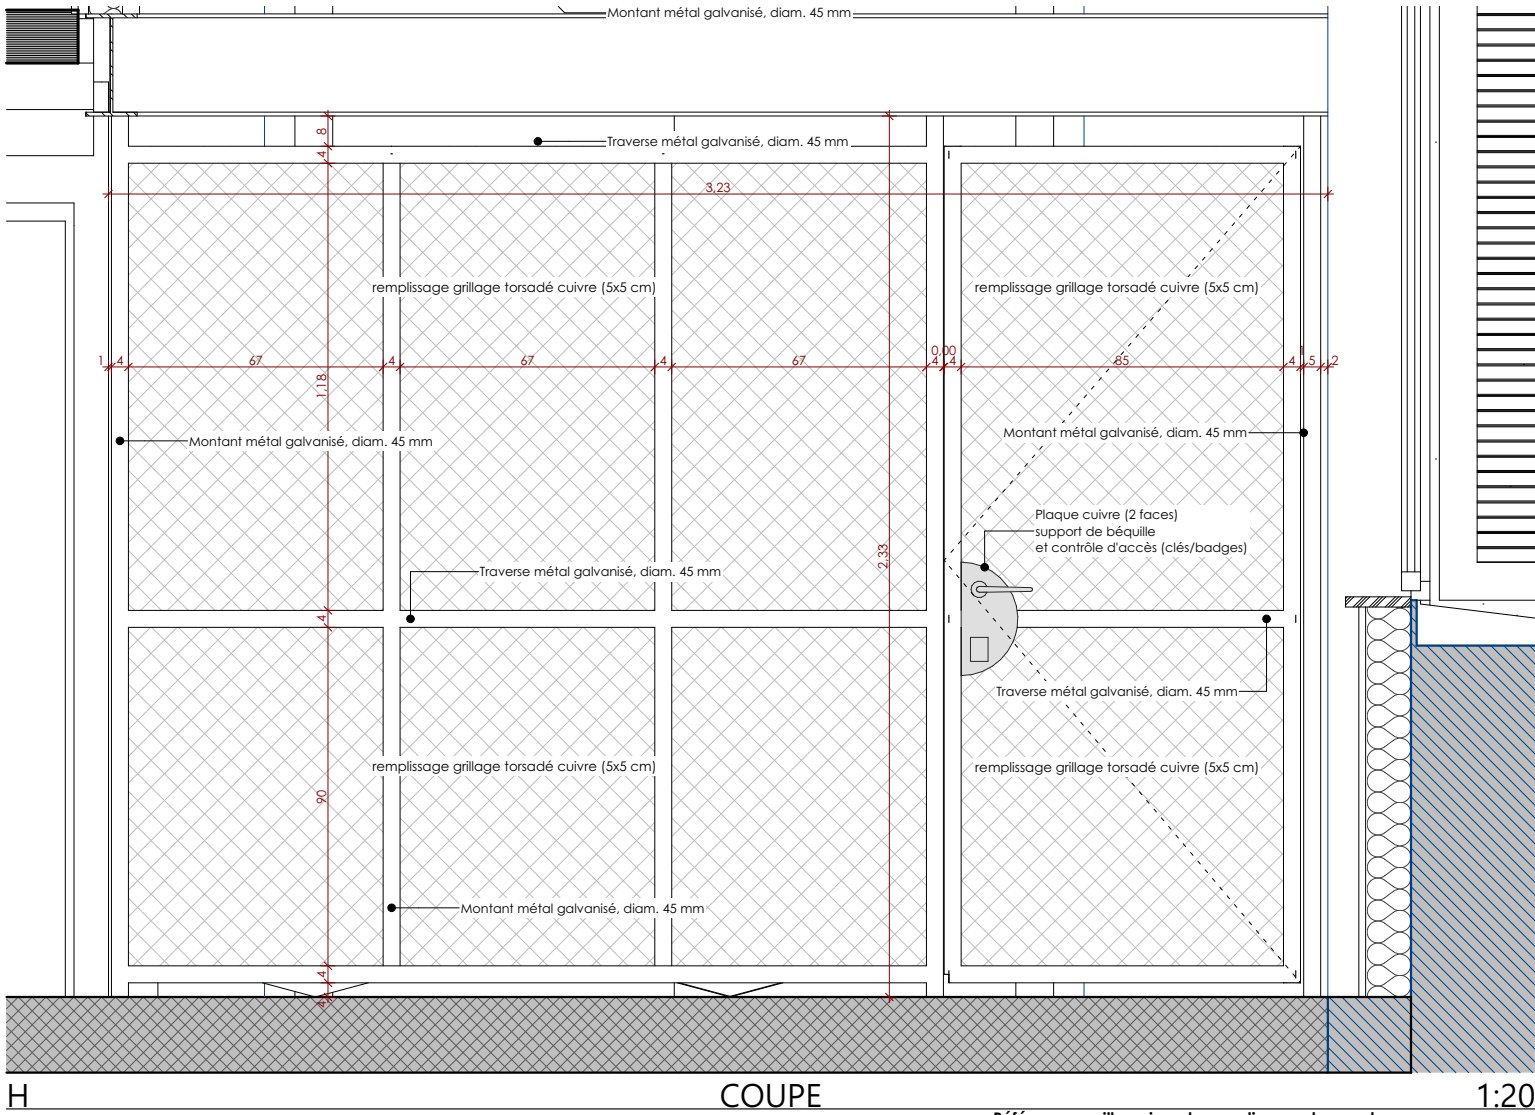 Montant métal galvanisé, diam. 45 mm
8
Traverse métal galvanisé, diam. 45 mm
4
3,23
remplissage grillage torsadé cuivre (5x5 cm)
remplissage grillage torsadé cuivre (5x5 cm)
0,00
1 4 67 4 67 4 67 4 4 85 4 1 5 2
1,18
Montant métal galvanisé, diam. 45 mm
Montant métal galvanisé, diam. 45 mm
Plaque cuivre (2 faces)
support de béquille
et contrôle d'accès (clés/badges)
2,33
Traverse métal galvanisé, diam. 45 mm
4
Traverse métal galvanisé, diam. 45 mm
remplissage grillage torsadé cuivre (5x5 cm)
remplissage grillage torsadé cuivre (5x5 cm)
90
Montant métal galvanisé, diam. 45 mm
4
4
H COUPE 1:20